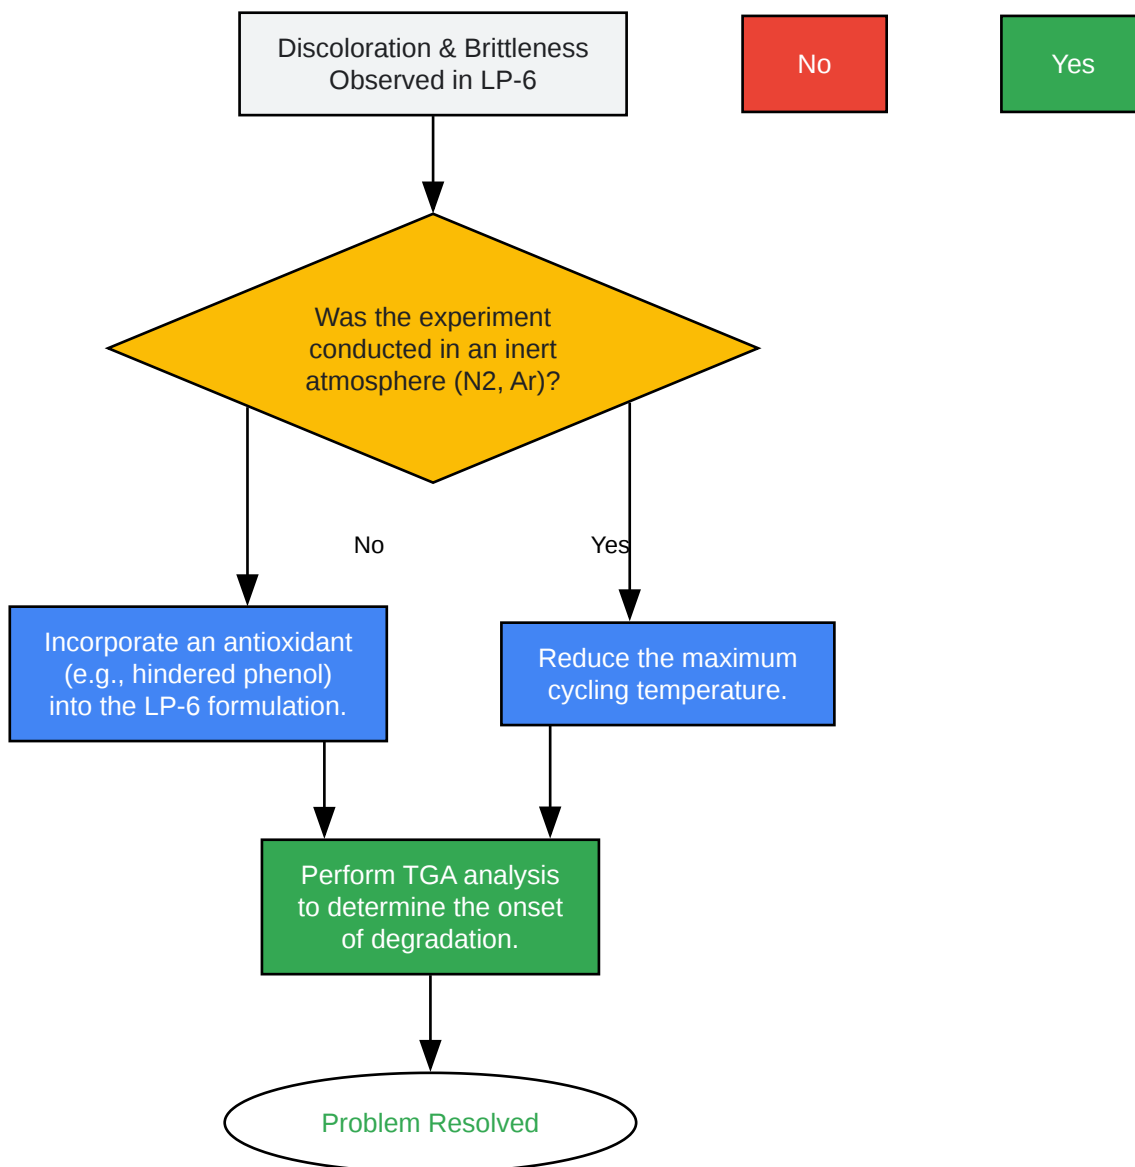 Discoloration & Brittleness
Observed in LP-6
No
Yes
Was the experiment
conducted in an inert
atmosphere (N2, Ar)?
No
Yes
Incorporate an antioxidant
(e.g., hindered phenol)
into the LP-6 formulation.
Reduce the maximum
cycling temperature.
Perform TGA analysis
to determine the onset
of degradation.
Problem Resolved